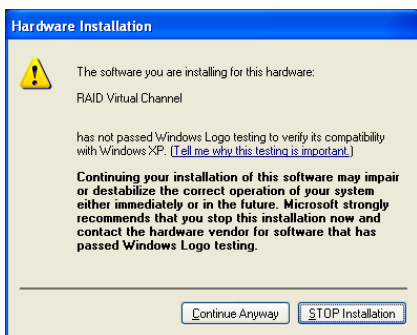 Hardware Installation
The software you are installing for this hardware:
RAID Virtual Channel
has not passed Windows Logo testing to verify its compatibility
with Windows XP. (Tell me why this testing is important.)
Continuing your installation of this software may impair
or destabilize the correct operation of your system
either immediately or in the future. Microsoft strongly
recommends that you stop this installation now and
contact the hardware vendor for software that has
passed Windows Logo testing.
Continue Anyway
STOP Installation